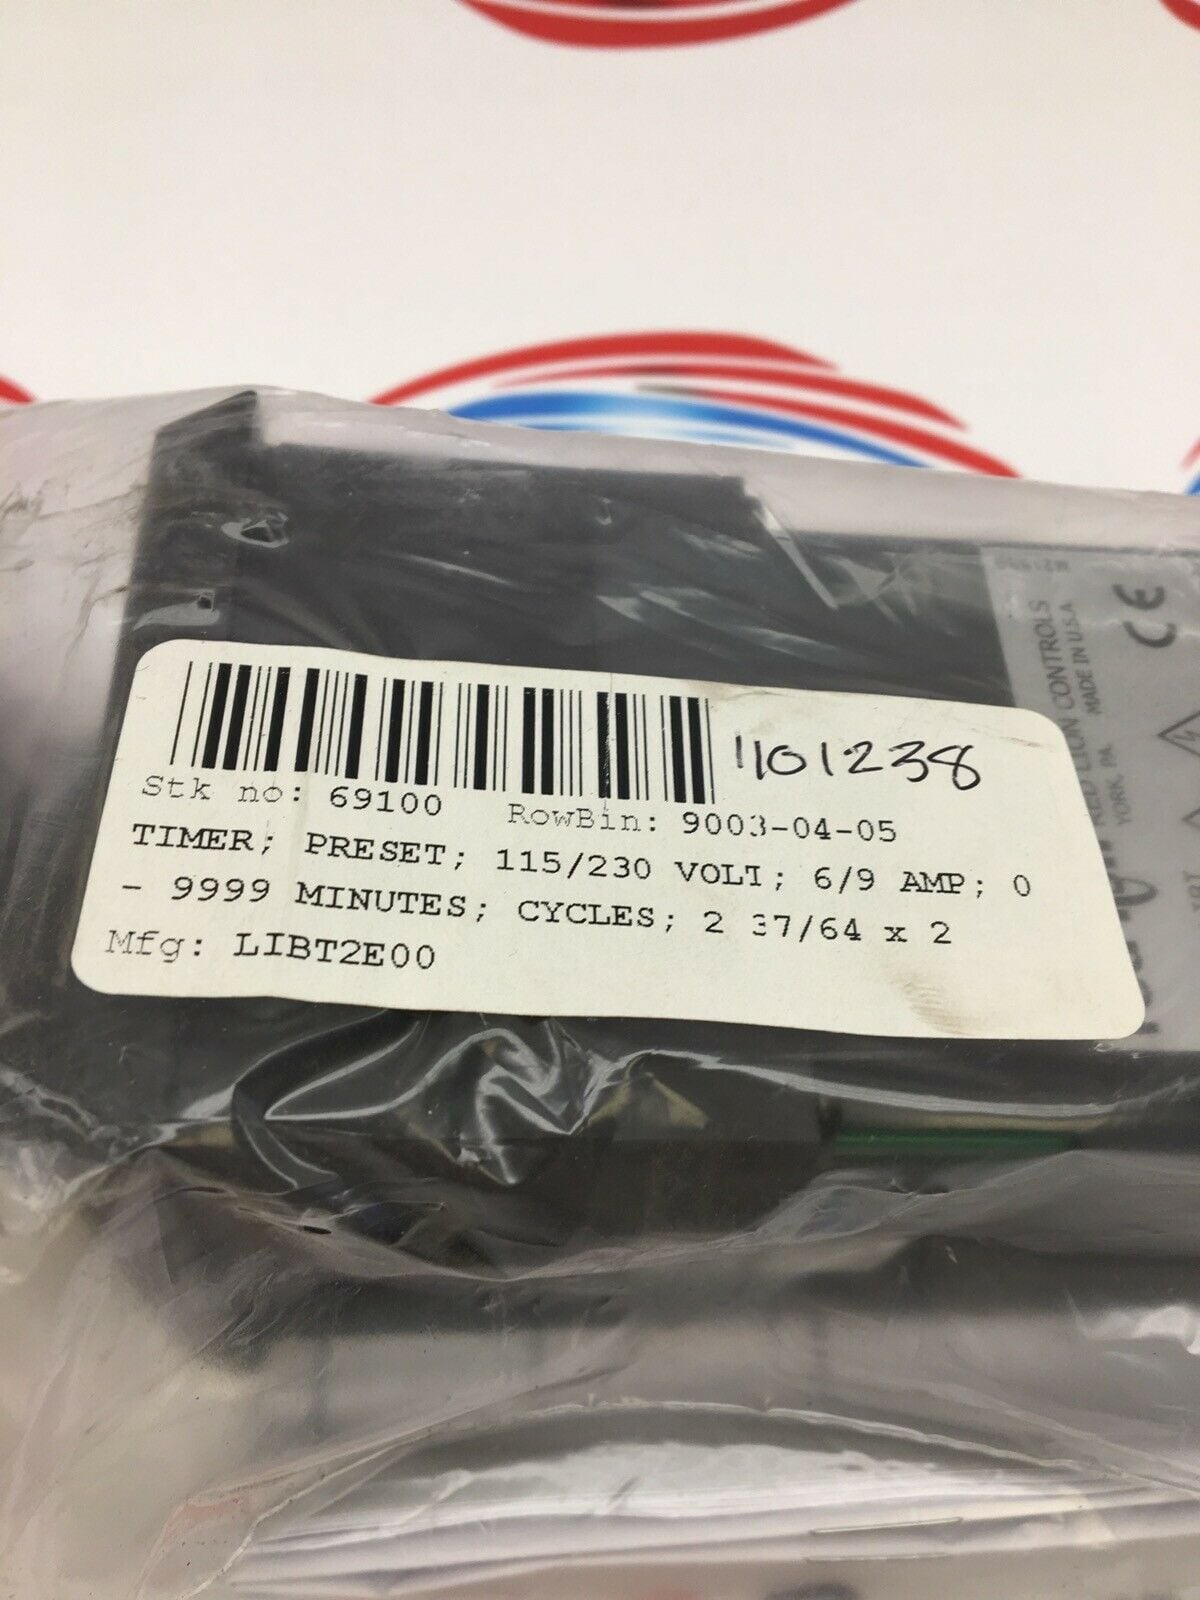 1101238
Stk no: 69100 RowBin: 9003-04-05
TIMER; PRESET; 115/230 VOLT; 6/9 AMP; 0
- 9999 MINUTES; CYCLES; 2 37/64 x 2
Mfg: LIBT2E00
RED LION CONTROLS
YORK, PA MADE IN U.S.A
CE